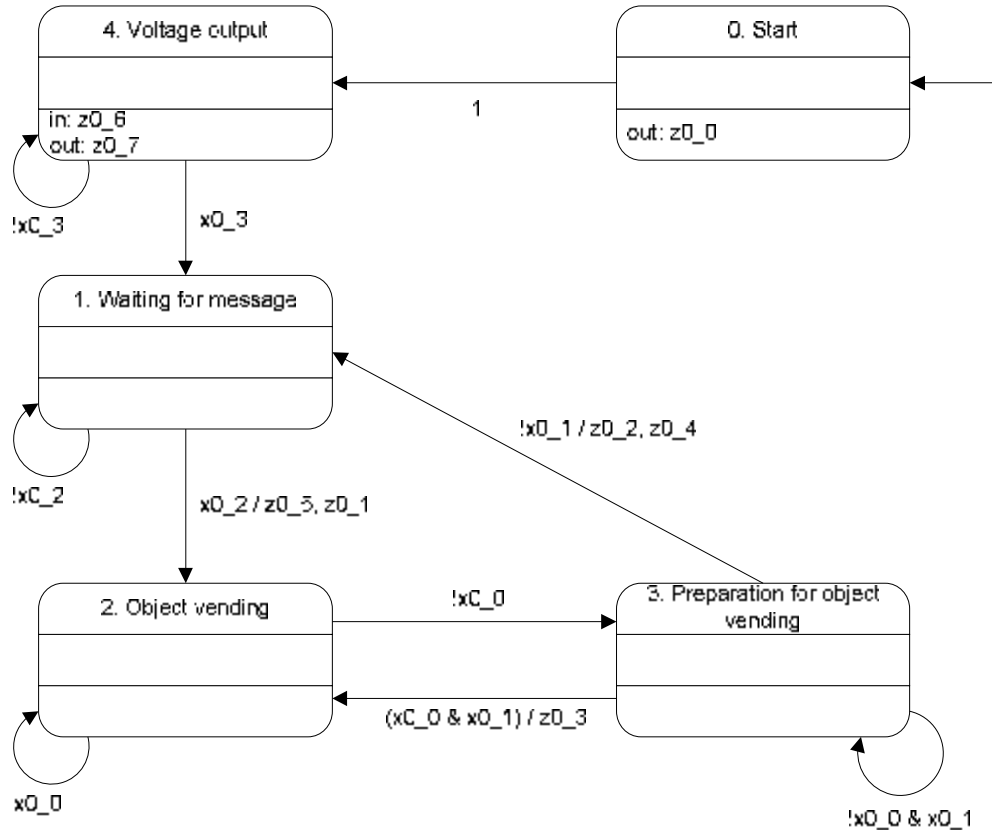 4. Voltage output
in: z0_6
out: z0_7
0. Start
out: z0_0
1
!x0_3
x0_3
1. Waiting for message
!x0_2
!x0_1 / z0_2, z0_4
x0_2 / z0_5, z0_1
2. Object vending
!x0_0
3. Preparation for object
vending
(x0_0 & x0_1) / z0_3
x0_0
!x0_0 & x0_1